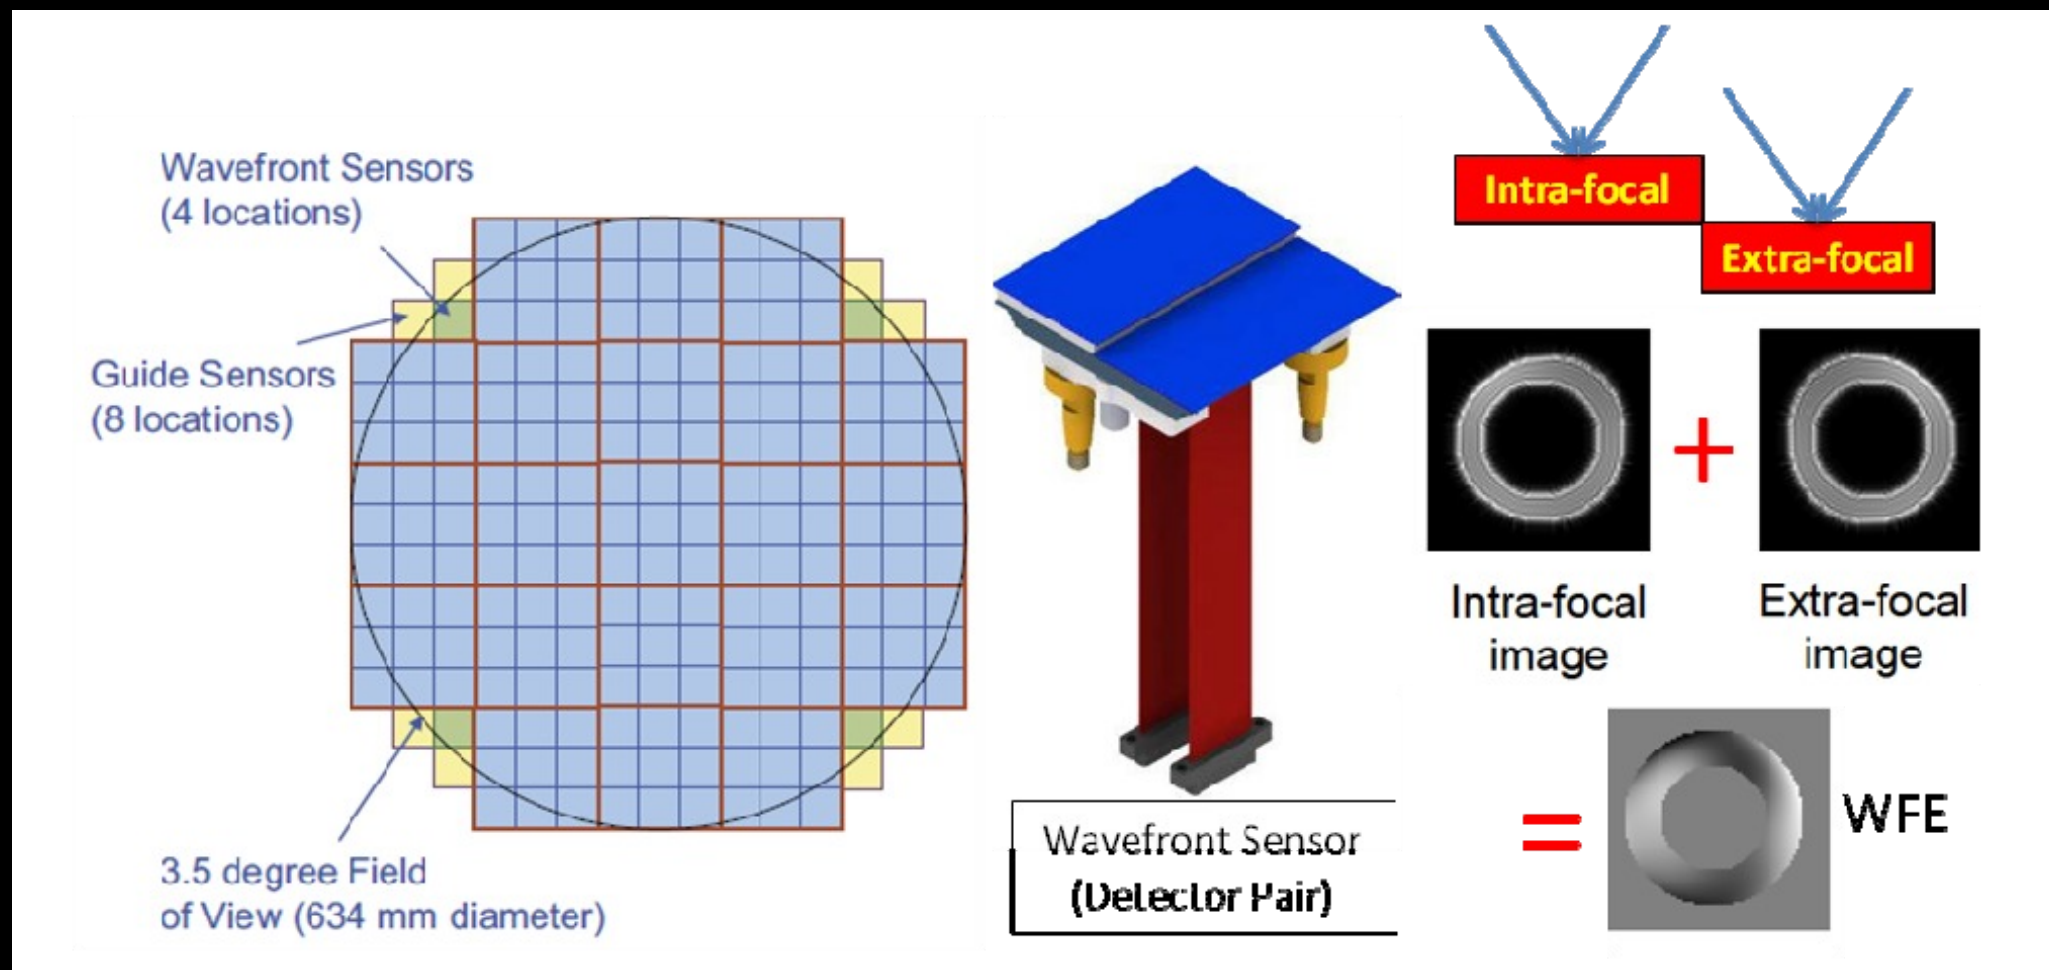 Wavefront Sensors
(4 locations)
Guide Sensors
(8 locations)
3.5 degree Field
of View (634 mm diameter)
Wavefront Sensor
(Detector Pair)
Intra-focal
Extra-focal
+
Intra-focal
image
Extra-focal
image
=
WFE